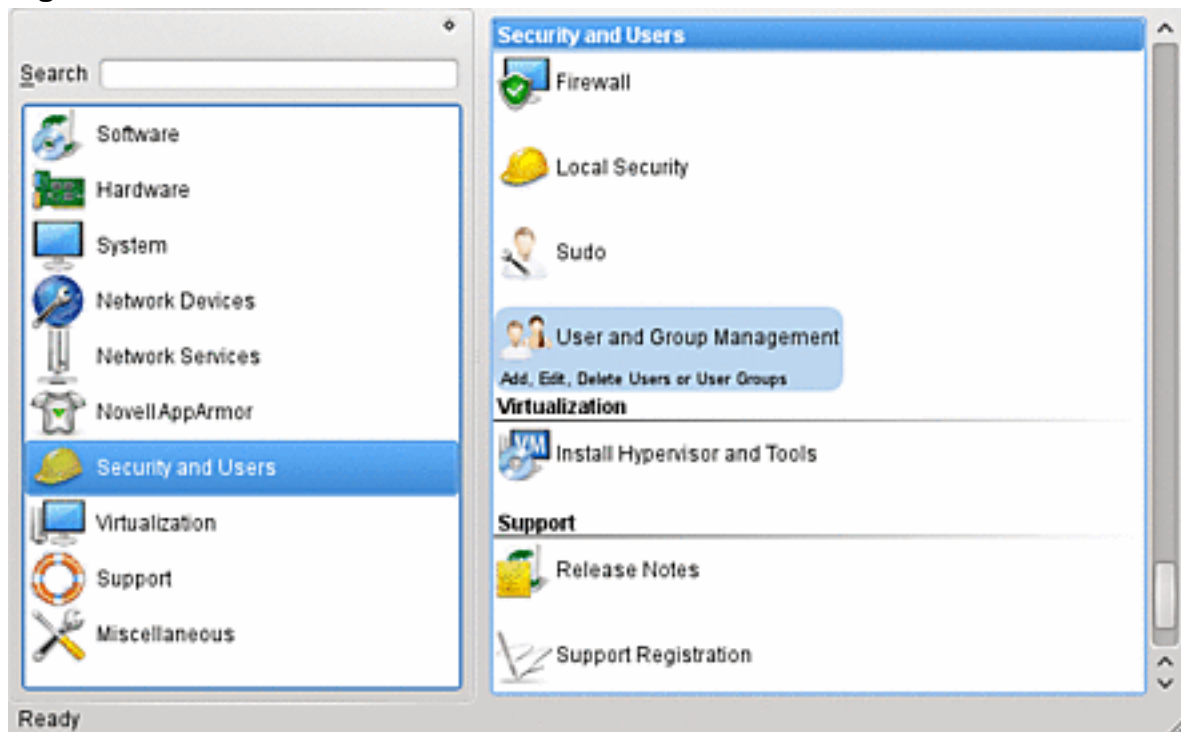 Search
Software
Hardware
System
Network Devices
Network Services
Novell AppArmor
Security and Users
Virtualization
Support
Miscellaneous
Security and Users
Firewall
Local Security
Sudo
User and Group Management
Add, Edit, Delete Users or User Groups
Virtualization
VM
Install Hypervisor and Tools
Support
Release Notes
Support Registration
Ready